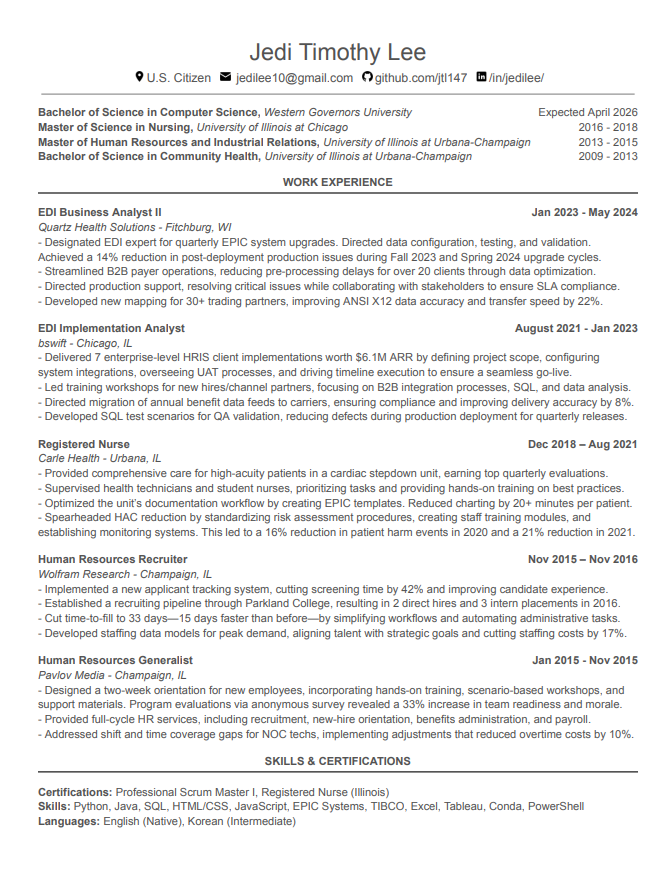 Jedi Timothy Lee
U.S. Citizen jedilee10@gmail.com github.com/jtl147 /in/jedilee/
Bachelor of Science in Computer Science, Western Governors University Expected April 2026
Master of Science in Nursing, University of Illinois at Chicago 2016 - 2018
Master of Human Resources and Industrial Relations, University of Illinois at Urbana-Champaign 2013 - 2015
Bachelor of Science in Community Health, University of Illinois at Urbana-Champaign 2009 - 2013
WORK EXPERIENCE
EDI Business Analyst II Jan 2023 - May 2024
Quartz Health Solutions - Fitchburg, WI
- Designated EDI expert for quarterly EPIC system upgrades. Directed data configuration, testing, and validation.
Achieved a 14% reduction in post-deployment production issues during Fall 2023 and Spring 2024 upgrade cycles.
- Streamlined B2B payer operations, reducing pre-processing delays for over 20 clients through data optimization.
- Directed production support, resolving critical issues while collaborating with stakeholders to ensure SLA compliance.
- Developed new mapping for 30+ trading partners, improving ANSI X12 data accuracy and transfer speed by 22%.
EDI Implementation Analyst August 2021 - Jan 2023
bswift - Chicago, IL
- Delivered 7 enterprise-level HRIS client implementations worth $6.1M ARR by defining project scope, configuring
system integrations, overseeing UAT processes, and driving timeline execution to ensure a seamless go-live.
- Led training workshops for new hires/channel partners, focusing on B2B integration processes, SQL, and data analysis.
- Directed migration of annual benefit data feeds to carriers, ensuring compliance and improving delivery accuracy by 8%.
- Developed SQL test scenarios for QA validation, reducing defects during production deployment for quarterly releases.
Registered Nurse Dec 2018 – Aug 2021
Carle Health - Urbana, IL
- Provided comprehensive care for high-acuity patients in a cardiac stepdown unit, earning top quarterly evaluations.
- Supervised health technicians and student nurses, prioritizing tasks and providing hands-on training on best practices.
- Optimized the unit's documentation workflow by creating EPIC templates. Reduced charting by 20+ minutes per patient.
- Spearheaded HAC reduction by standardizing risk assessment procedures, creating staff training modules, and
establishing monitoring systems. This led to a 16% reduction in patient harm events in 2020 and a 21% reduction in 2021.
Human Resources Recruiter Nov 2015 – Nov 2016
Wolfram Research - Champaign, IL
- Implemented a new applicant tracking system, cutting screening time by 42% and improving candidate experience.
- Established a recruiting pipeline through Parkland College, resulting in 2 direct hires and 3 intern placements in 2016.
- Cut time-to-fill to 33 days—15 days faster than before—by simplifying workflows and automating administrative tasks.
- Developed staffing data models for peak demand, aligning talent with strategic goals and cutting staffing costs by 17%.
Human Resources Generalist Jan 2015 - Nov 2015
Pavlov Media - Champaign, IL
- Designed a two-week orientation for new employees, incorporating hands-on training, scenario-based workshops, and
support materials. Program evaluations via anonymous survey revealed a 33% increase in team readiness and morale.
- Provided full-cycle HR services, including recruitment, new-hire orientation, benefits administration, and payroll.
- Addressed shift and time coverage gaps for NOC techs, implementing adjustments that reduced overtime costs by 10%.
SKILLS & CERTIFICATIONS
Certifications: Professional Scrum Master I, Registered Nurse (Illinois)
Skills: Python, Java, SQL, HTML/CSS, JavaScript, EPIC Systems, TIBCO, Excel, Tableau, Conda, PowerShell
Languages: English (Native), Korean (Intermediate)